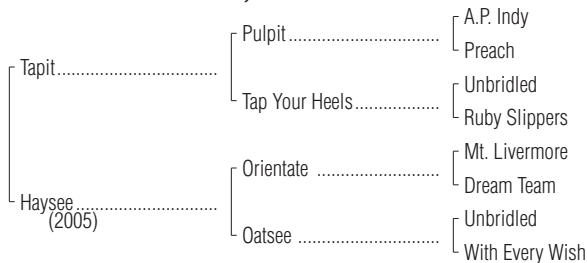 A.P. Indy
Pulpit
Preach
Tapit
Unbridled
Tap Your Heels
Ruby Slippers
Mt. Livermore
Orientate
Dream Team
Haysee
(2005)
Unbridled
Oatsee
With Every Wish